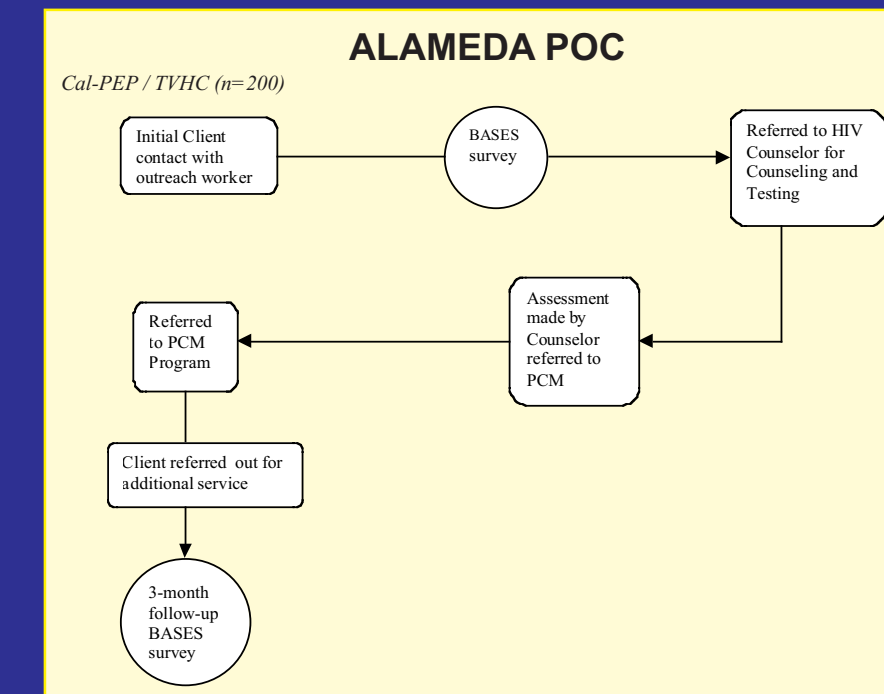 ALAMEDA POC
Cal-PEP / TVHC (n=200)
Initial Client
contact with
outreach worker
BASES
survey
Referred to HIV
Counselor for
Counseling and
Testing
Assessment
made by
Counselor
referred to
PCM
Referred
to PCM
Program
Client referred out for
additional service
3-month
follow-up
BASES
survey